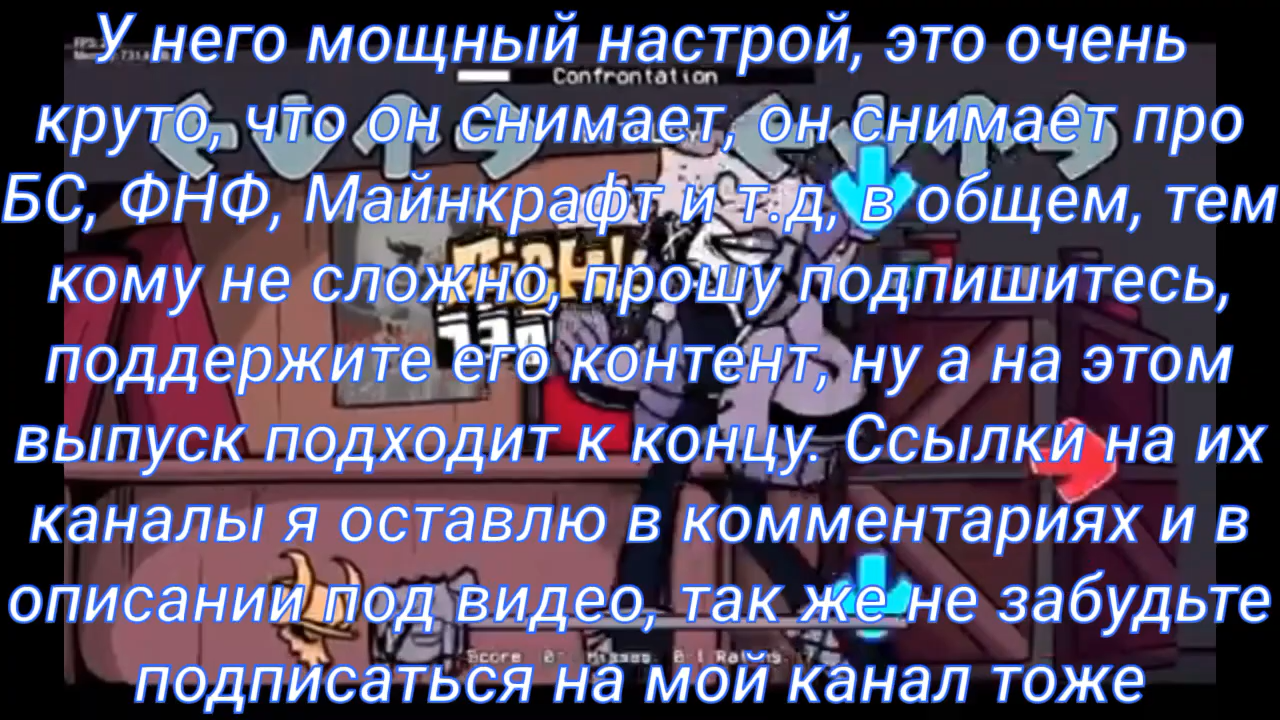 У него мощный настрой, это очень
Confrontation
круто, что он снимает, он снимает про
БС, ФНФ, Майнкрафт и т.д, в общем, тем
кому не сложно, прошу подпишитесь,
поддержите его контент, ну а на этом
выпуск подходит к концу. Ссылки на их
каналы я оставлю в комментариях и в
описании под видео, так же не забудьте
Score Misses
подписаться на мой канал тоже